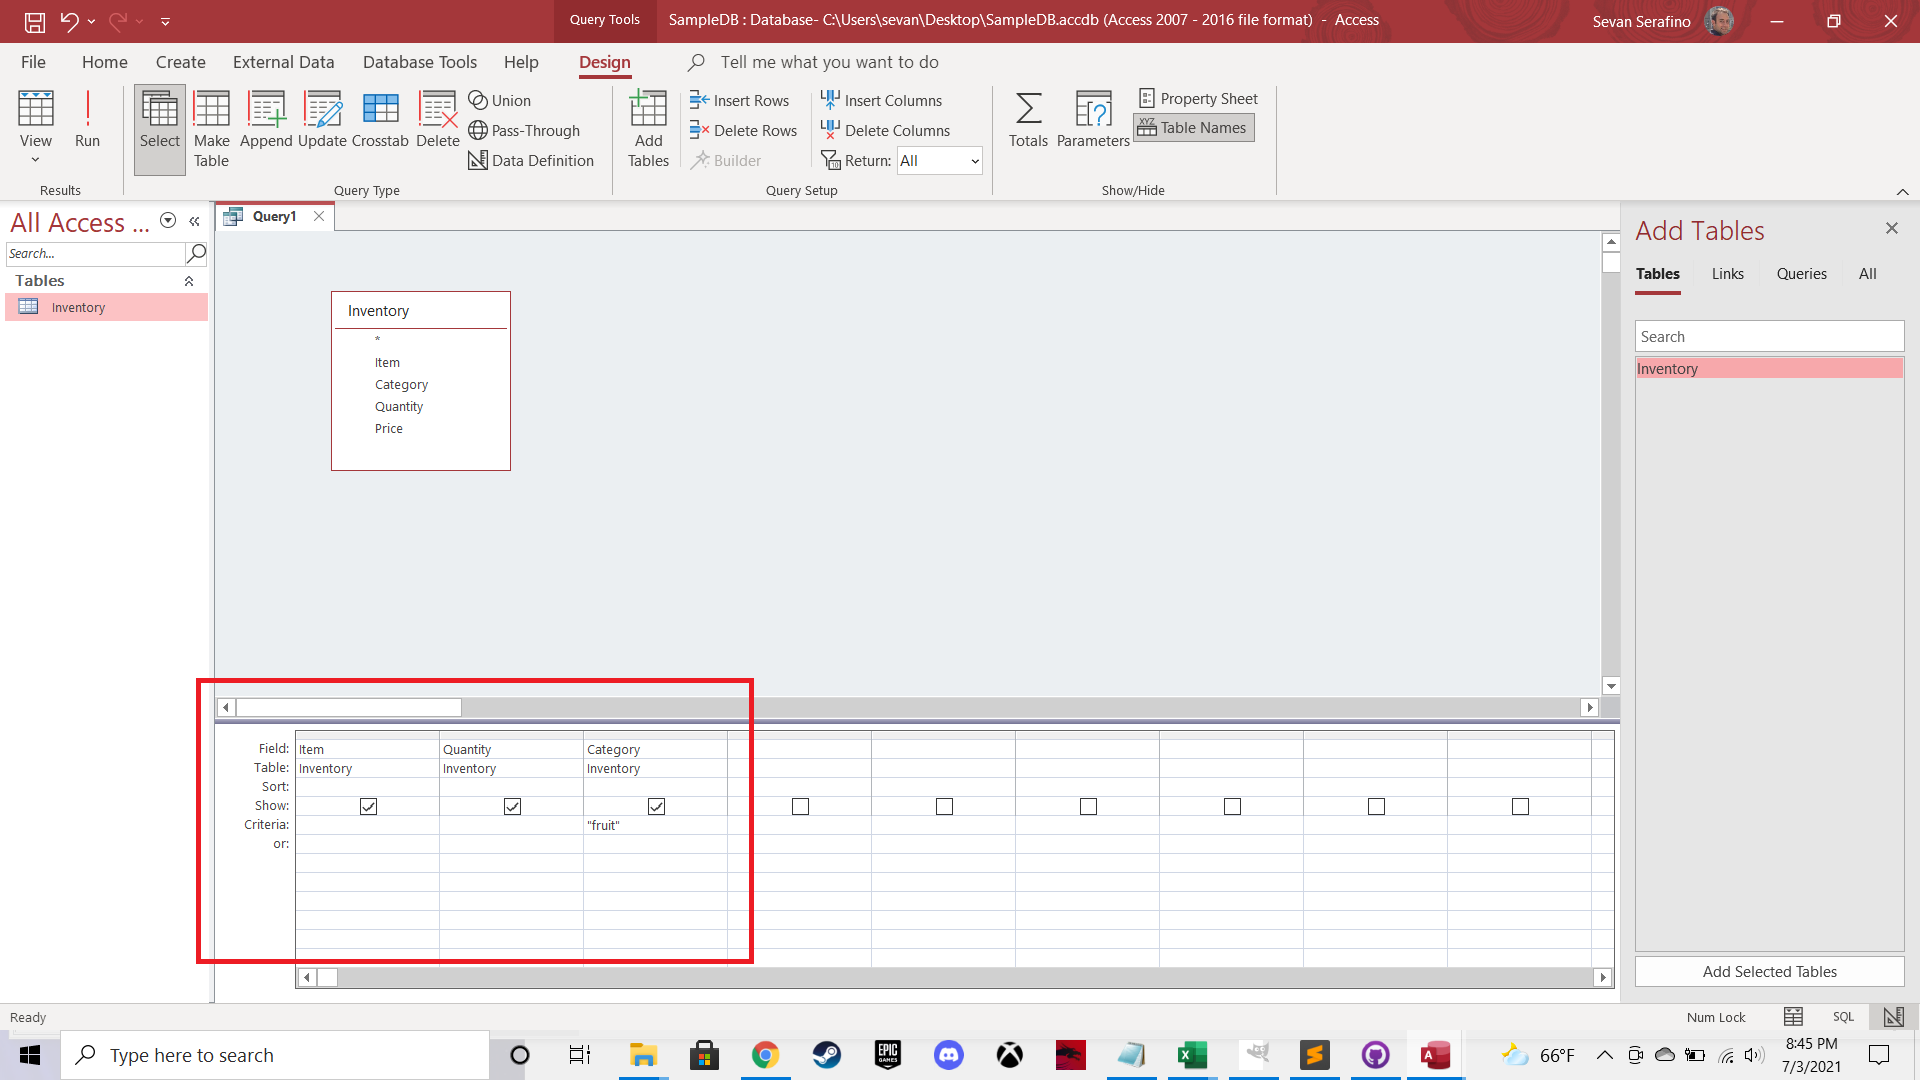 Query Tools
SampleDB : Database- C:\Users\sevan\Desktop\SampleDB.accdb (Access 2007 - 2016 file format) - Access
Sevan Serafino
File Home Create External Data Database Tools Help Design Tell me what you want to do
View
Run
Results
Select
Make Table
Append
Update
Crosstab
Delete
Union
Pass-Through
Data Definition
Query Type
Add Tables
Insert Rows
Delete Rows
Builder
Insert Columns
Delete Columns
Return: All
Query Setup
Totals
Parameters
Property Sheet
XYZ Table Names
Show/Hide
All Access ...
Search...
Tables
Inventory
Query1
Inventory
*
Item
Category
Quantity
Price
Field: Item Quantity Category
Table: Inventory Inventory Inventory
Sort:
Show:
Criteria: "fruit"
or:
Add Tables
Tables Links Queries All
Search
Inventory
Add Selected Tables
Ready
Num Lock
SQL
Type here to search
EPIC GAMES
66°F
8:45 PM
7/3/2021